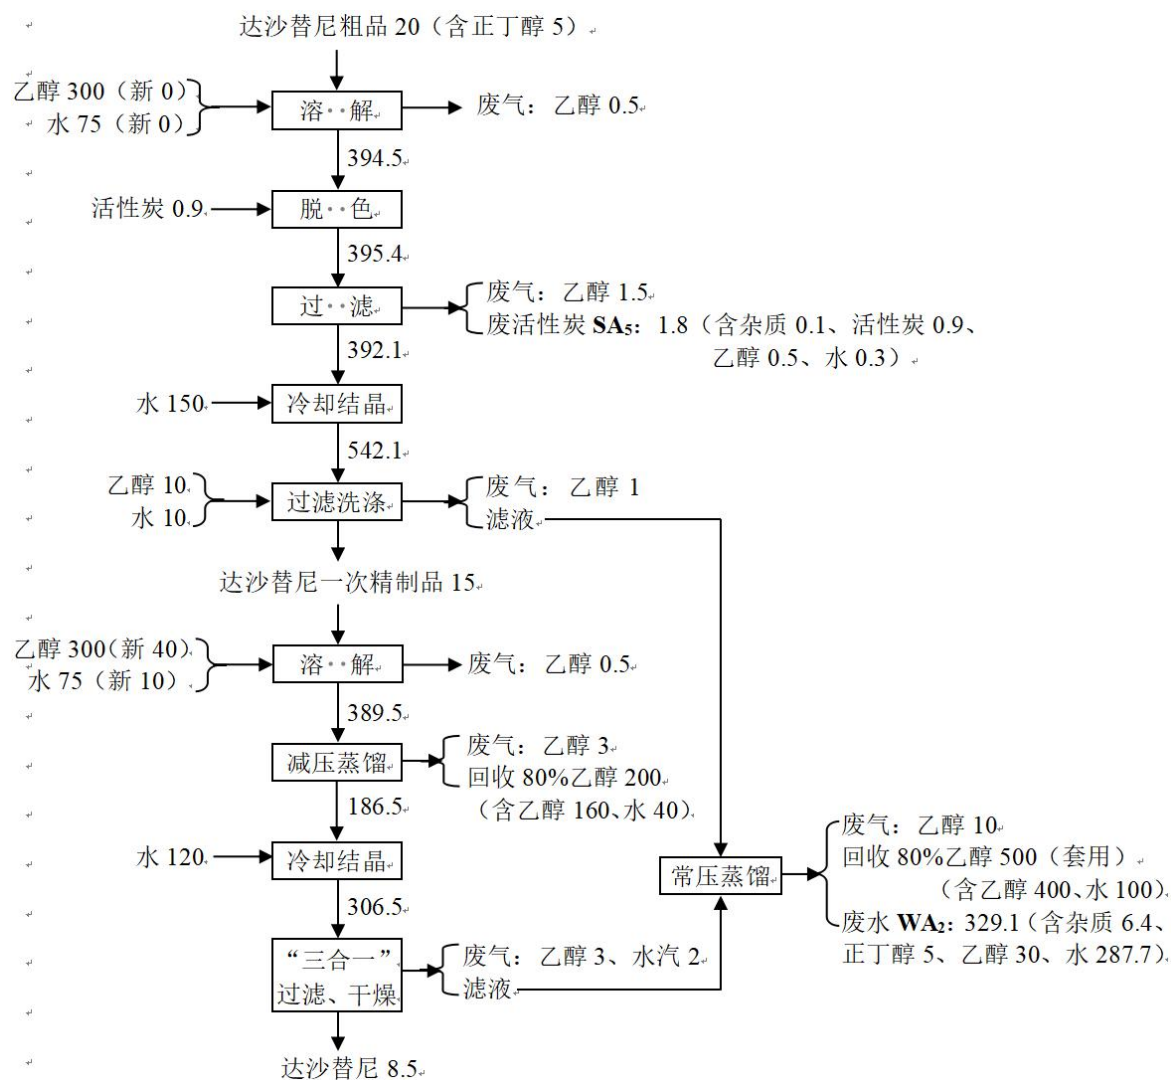 达沙替尼粗品 20（含正丁醇 5）
乙醇 300（新 0）
水 75（新 0）
溶··解
废气：乙醇 0.5
394.5
活性炭 0.9
脱··色
395.4
过··滤
废气：乙醇 1.5
废活性炭 SA₅：1.8（含杂质 0.1、活性炭 0.9、
乙醇 0.5、水 0.3）
392.1
水 150
冷却结晶
542.1
乙醇 10
水 10
过滤洗涤
废气：乙醇 1
滤液
达沙替尼一次精制品 15
乙醇 300（新 40）
水 75（新 10）
溶··解
废气：乙醇 0.5
389.5
减压蒸馏
废气：乙醇 3
回收 80%乙醇 200
（含乙醇 160、水 40）
186.5
水 120
冷却结晶
306.5
常压蒸馏
废气：乙醇 10
回收 80%乙醇 500（套用）
（含乙醇 400、水 100）
废水 WA₂：329.1（含杂质 6.4、
正丁醇 5、乙醇 30、水 287.7）
“三合一”
过滤、干燥
废气：乙醇 3、水汽 2
滤液
达沙替尼 8.5